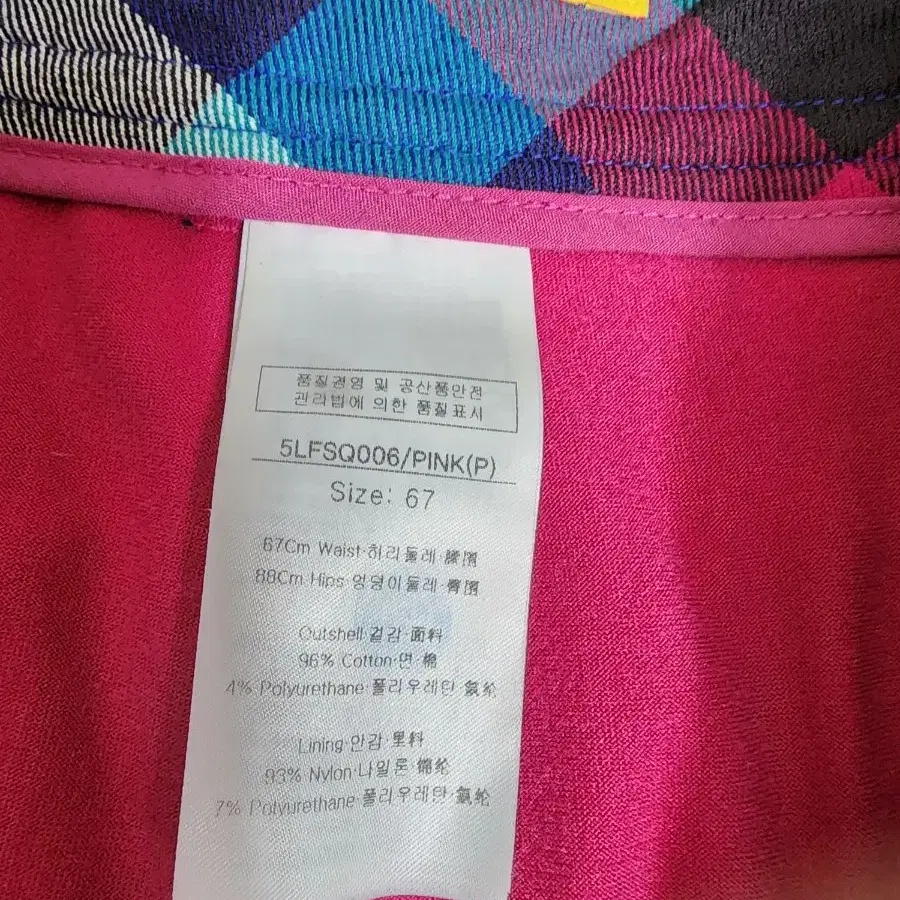 품질경영 및 공산품안전
관리법에 의한 품질표시
5LFSQ006/PINK(P)
Size: 67
67Cm Waist·허리둘레·腰围
88Cm Hips·엉덩이둘레·臀围
Outshell·겉감·面料
96% Cotton·면·棉
4% Polyurethane·폴리우레탄·氨纶
Lining·안감·里料
93% Nylon·나일론·锦纶
7% Polyurethane·폴리우레탄·氨纶